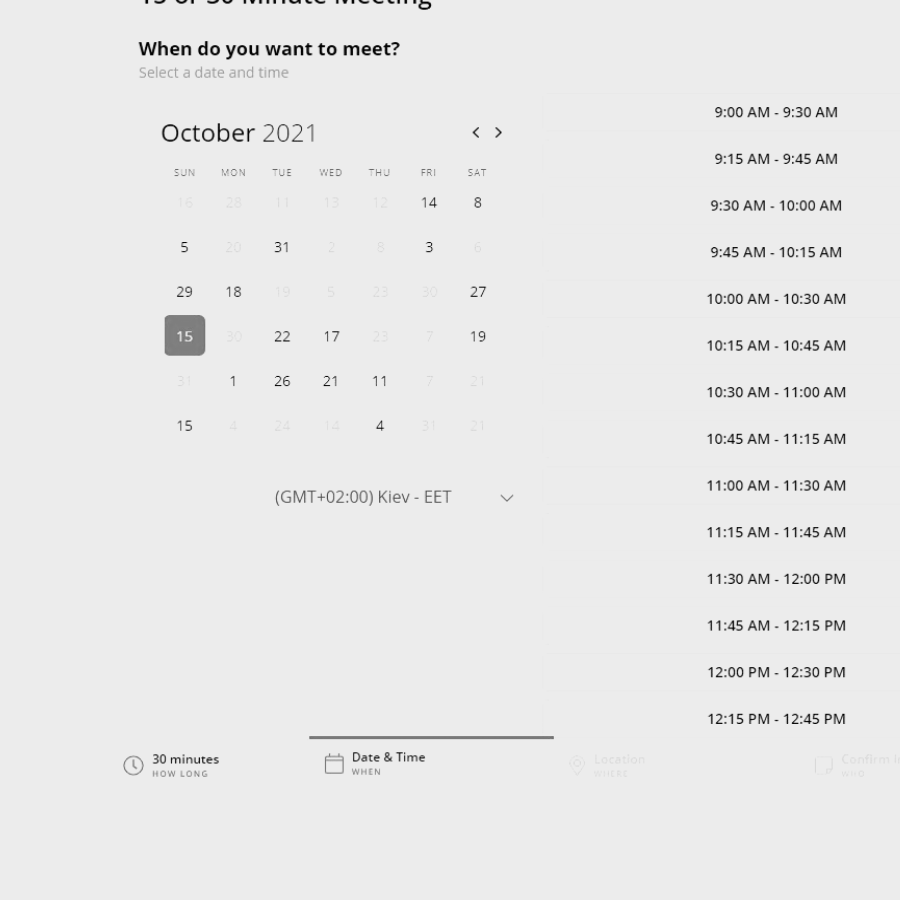 15 or 30 Minute Meeting
When do you want to meet?
Select a date and time
October 2021
SUN MON TUE WED THU FRI SAT
16 28 11 13 12 14 8
5 20 31 2 8 3 6
29 18 19 5 23 30 27
15 30 22 17 23 7 19
31 1 26 21 11 7 21
15 4 24 14 4 31 21
(GMT+02:00) Kiev - EET
9:00 AM - 9:30 AM
9:15 AM - 9:45 AM
9:30 AM - 10:00 AM
9:45 AM - 10:15 AM
10:00 AM - 10:30 AM
10:15 AM - 10:45 AM
10:30 AM - 11:00 AM
10:45 AM - 11:15 AM
11:00 AM - 11:30 AM
11:15 AM - 11:45 AM
11:30 AM - 12:00 PM
11:45 AM - 12:15 PM
12:00 PM - 12:30 PM
12:15 PM - 12:45 PM
30 minutes
HOW LONG
Date & Time
WHEN
Location
WHERE
Confirm
WHO